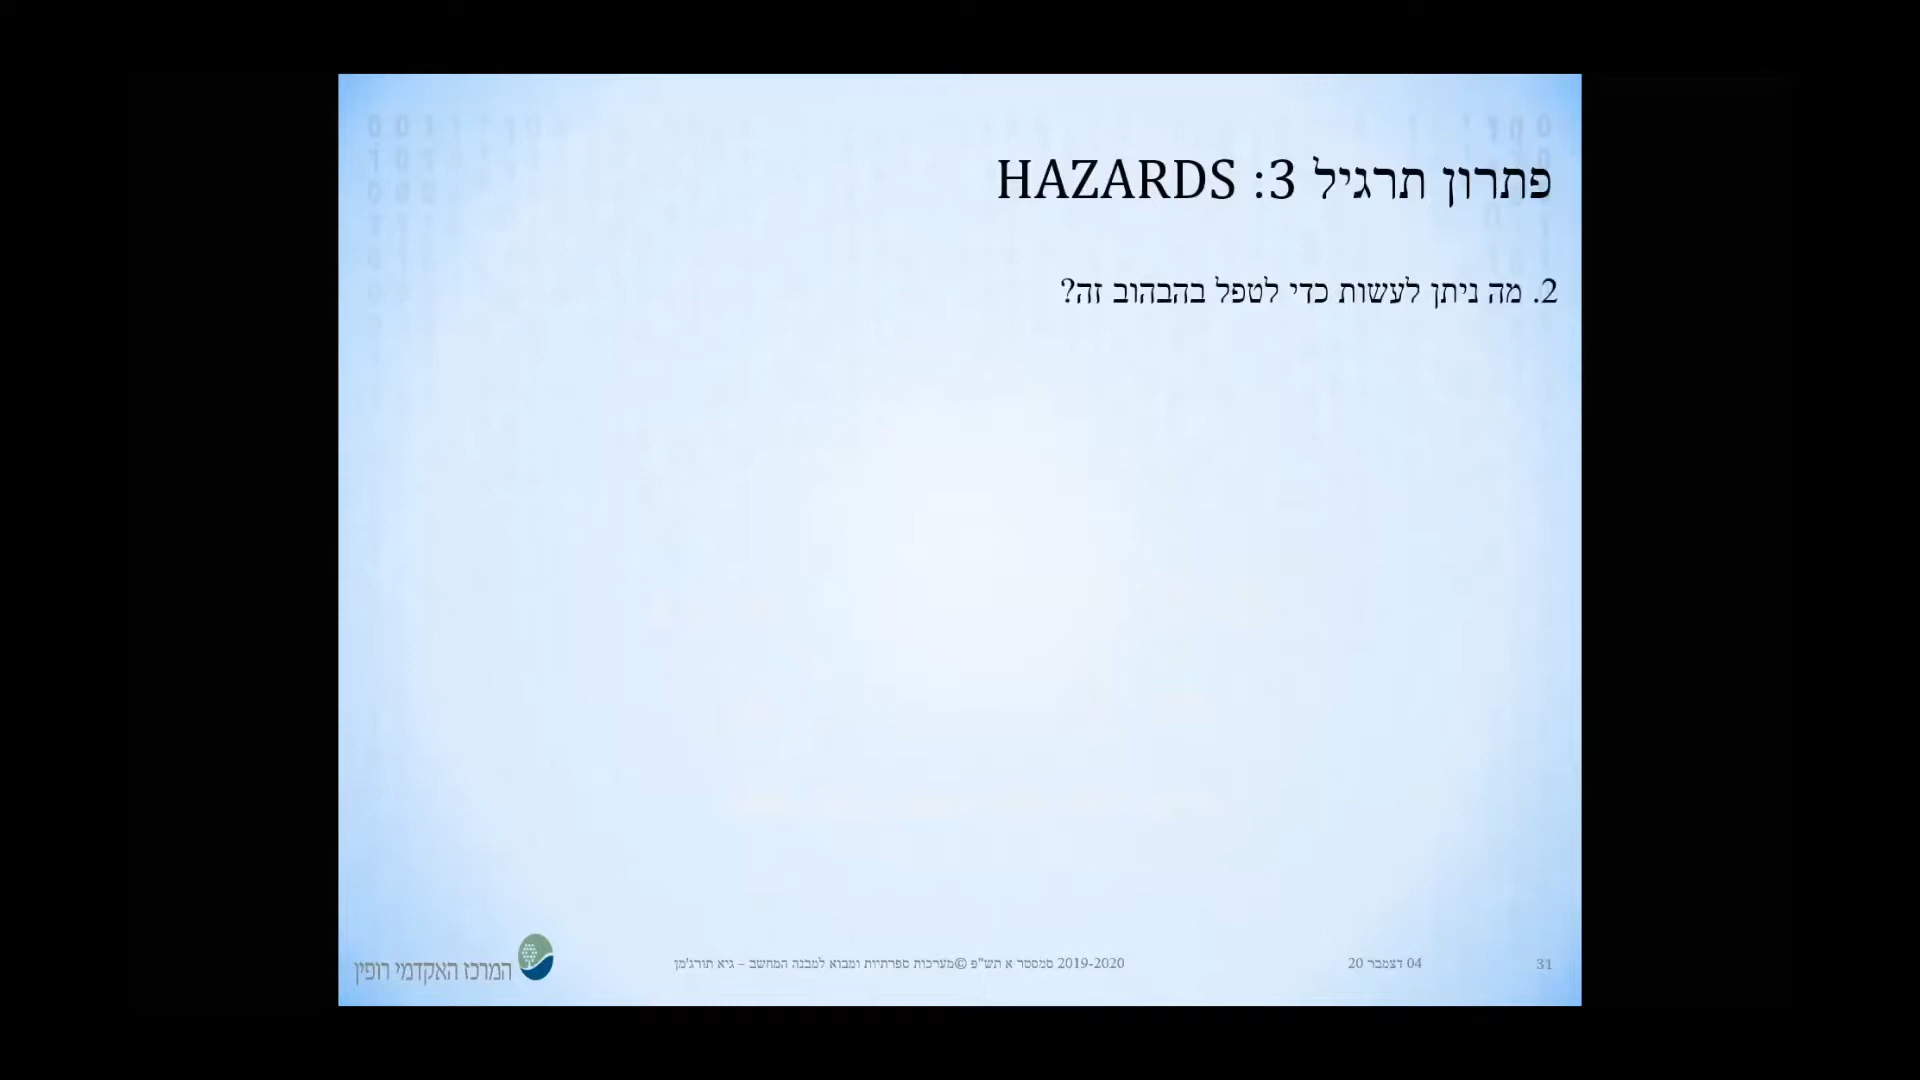 פתרון תרגיל 3: HAZARDS
2. מה ניתן לעשות כדי לטפל בהבהוב זה?
31
04 דצמבר 20
2019-2020 סמסטר א תש"פ ©מערכות ספרתיות ומבוא למבנה המחשב – גיא תורג'מן
המרכז האקדמי רופין